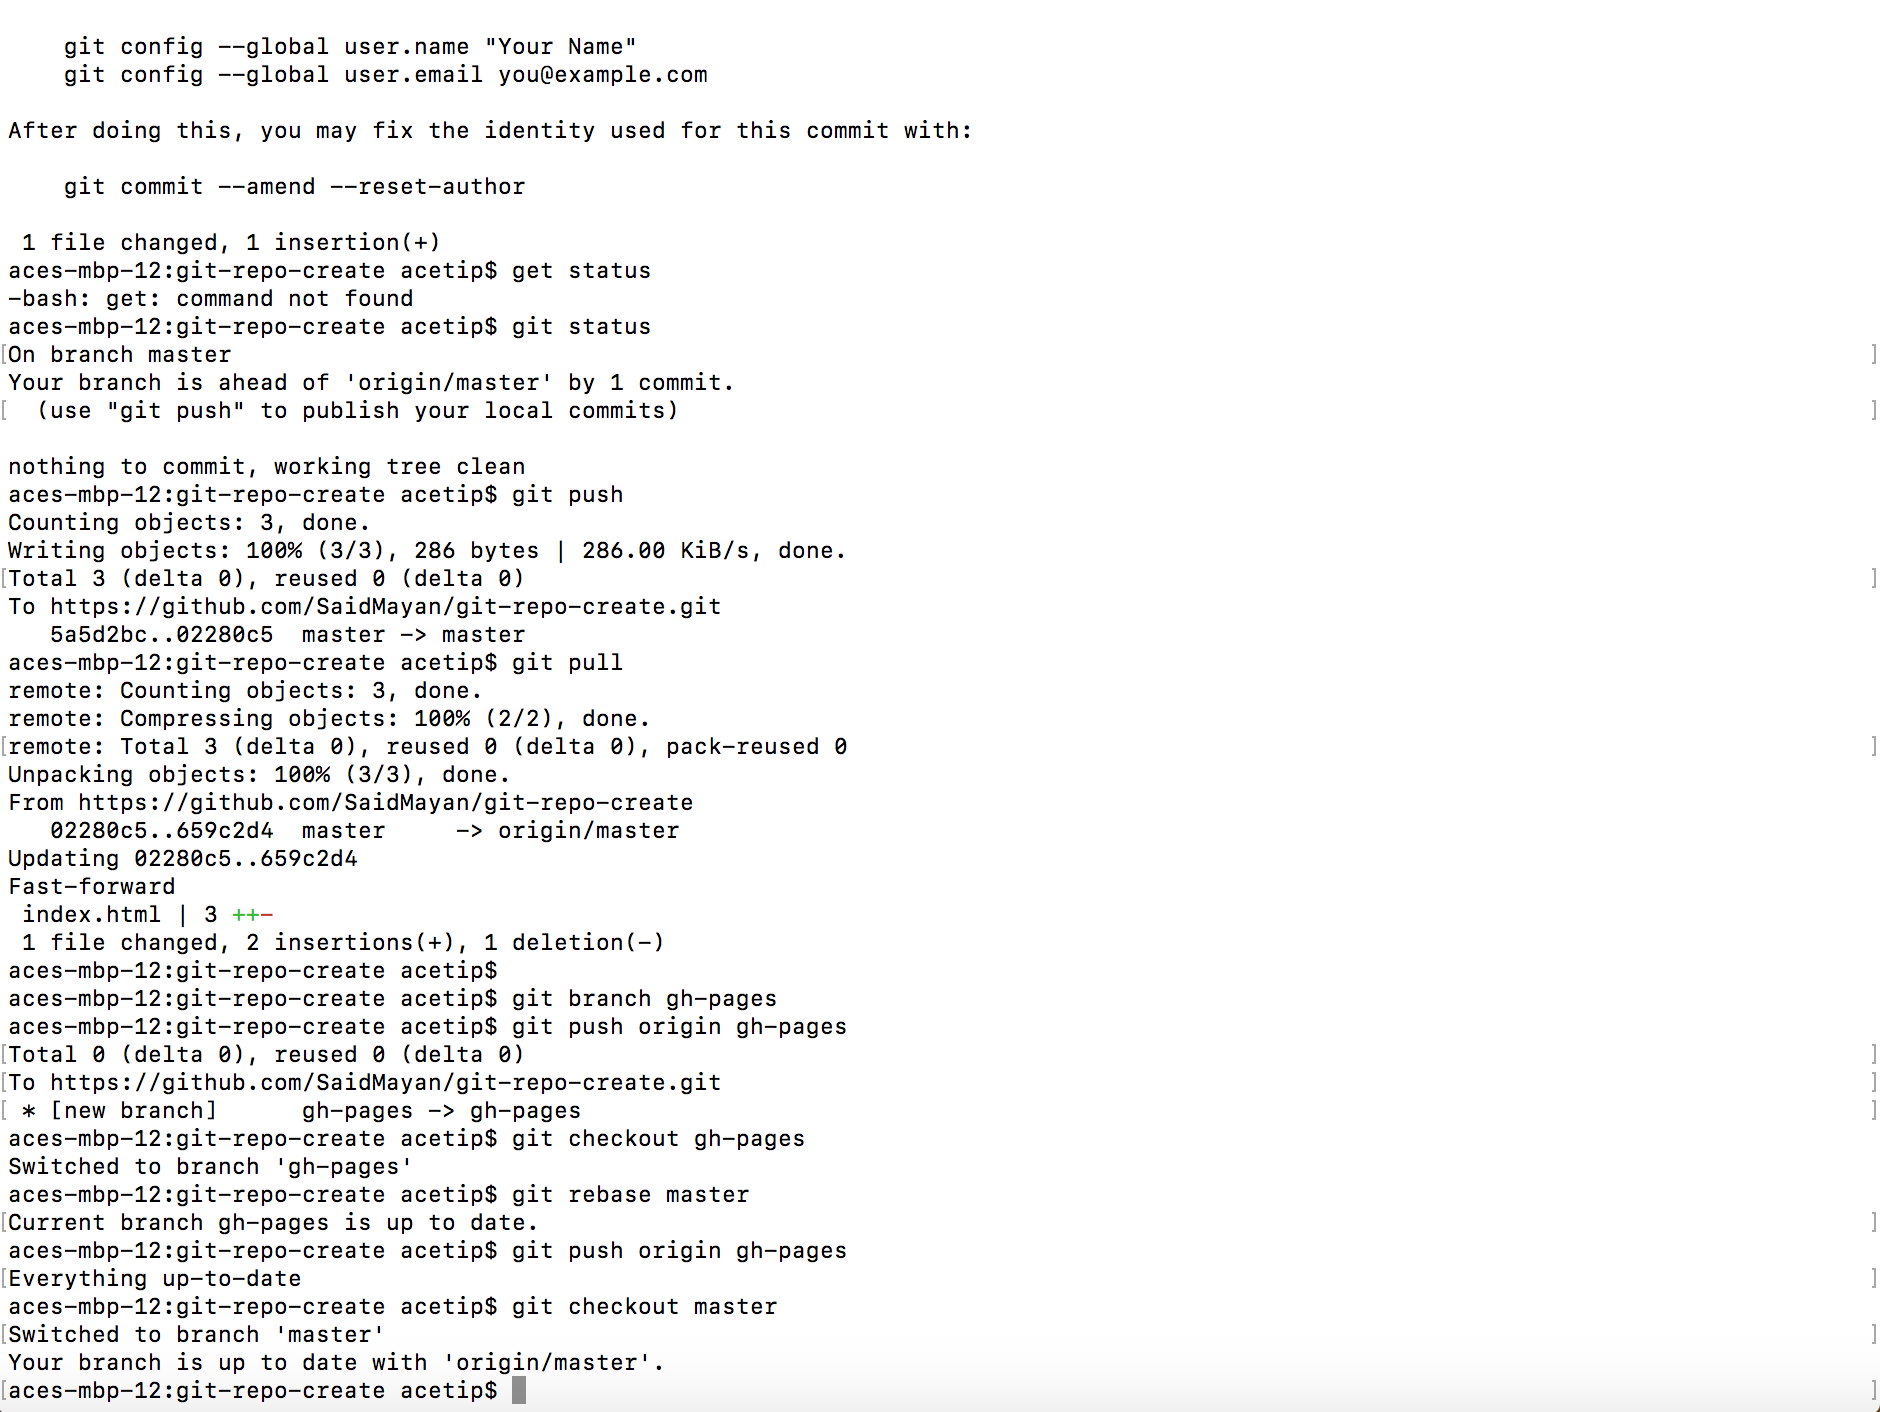 git config --global user.name "Your Name"
    git config --global user.email you@example.com

After doing this, you may fix the identity used for this commit with:

    git commit --amend --reset-author

 1 file changed, 1 insertion(+)
aces-mbp-12:git-repo-create acetip$ get status
-bash: get: command not found
aces-mbp-12:git-repo-create acetip$ git status
[On branch master ]
Your branch is ahead of 'origin/master' by 1 commit.
[  (use "git push" to publish your local commits) ]

nothing to commit, working tree clean
aces-mbp-12:git-repo-create acetip$ git push
Counting objects: 3, done.
Writing objects: 100% (3/3), 286 bytes | 286.00 KiB/s, done.
[Total 3 (delta 0), reused 0 (delta 0) ]
To https://github.com/SaidMayan/git-repo-create.git
   5a5d2bc..02280c5  master -> master
aces-mbp-12:git-repo-create acetip$ git pull
remote: Counting objects: 3, done.
remote: Compressing objects: 100% (2/2), done.
[remote: Total 3 (delta 0), reused 0 (delta 0), pack-reused 0 ]
Unpacking objects: 100% (3/3), done.
From https://github.com/SaidMayan/git-repo-create
   02280c5..659c2d4  master     -> origin/master
Updating 02280c5..659c2d4
Fast-forward
 index.html | 3 ++-
 1 file changed, 2 insertions(+), 1 deletion(-)
aces-mbp-12:git-repo-create acetip$
aces-mbp-12:git-repo-create acetip$ git branch gh-pages
aces-mbp-12:git-repo-create acetip$ git push origin gh-pages
[Total 0 (delta 0), reused 0 (delta 0) ]
[To https://github.com/SaidMayan/git-repo-create.git ]
[ * [new branch]      gh-pages -> gh-pages ]
aces-mbp-12:git-repo-create acetip$ git checkout gh-pages
Switched to branch 'gh-pages'
aces-mbp-12:git-repo-create acetip$ git rebase master
[Current branch gh-pages is up to date. ]
aces-mbp-12:git-repo-create acetip$ git push origin gh-pages
[Everything up-to-date ]
aces-mbp-12:git-repo-create acetip$ git checkout master
[Switched to branch 'master' ]
Your branch is up to date with 'origin/master'.
[aces-mbp-12:git-repo-create acetip$ ]